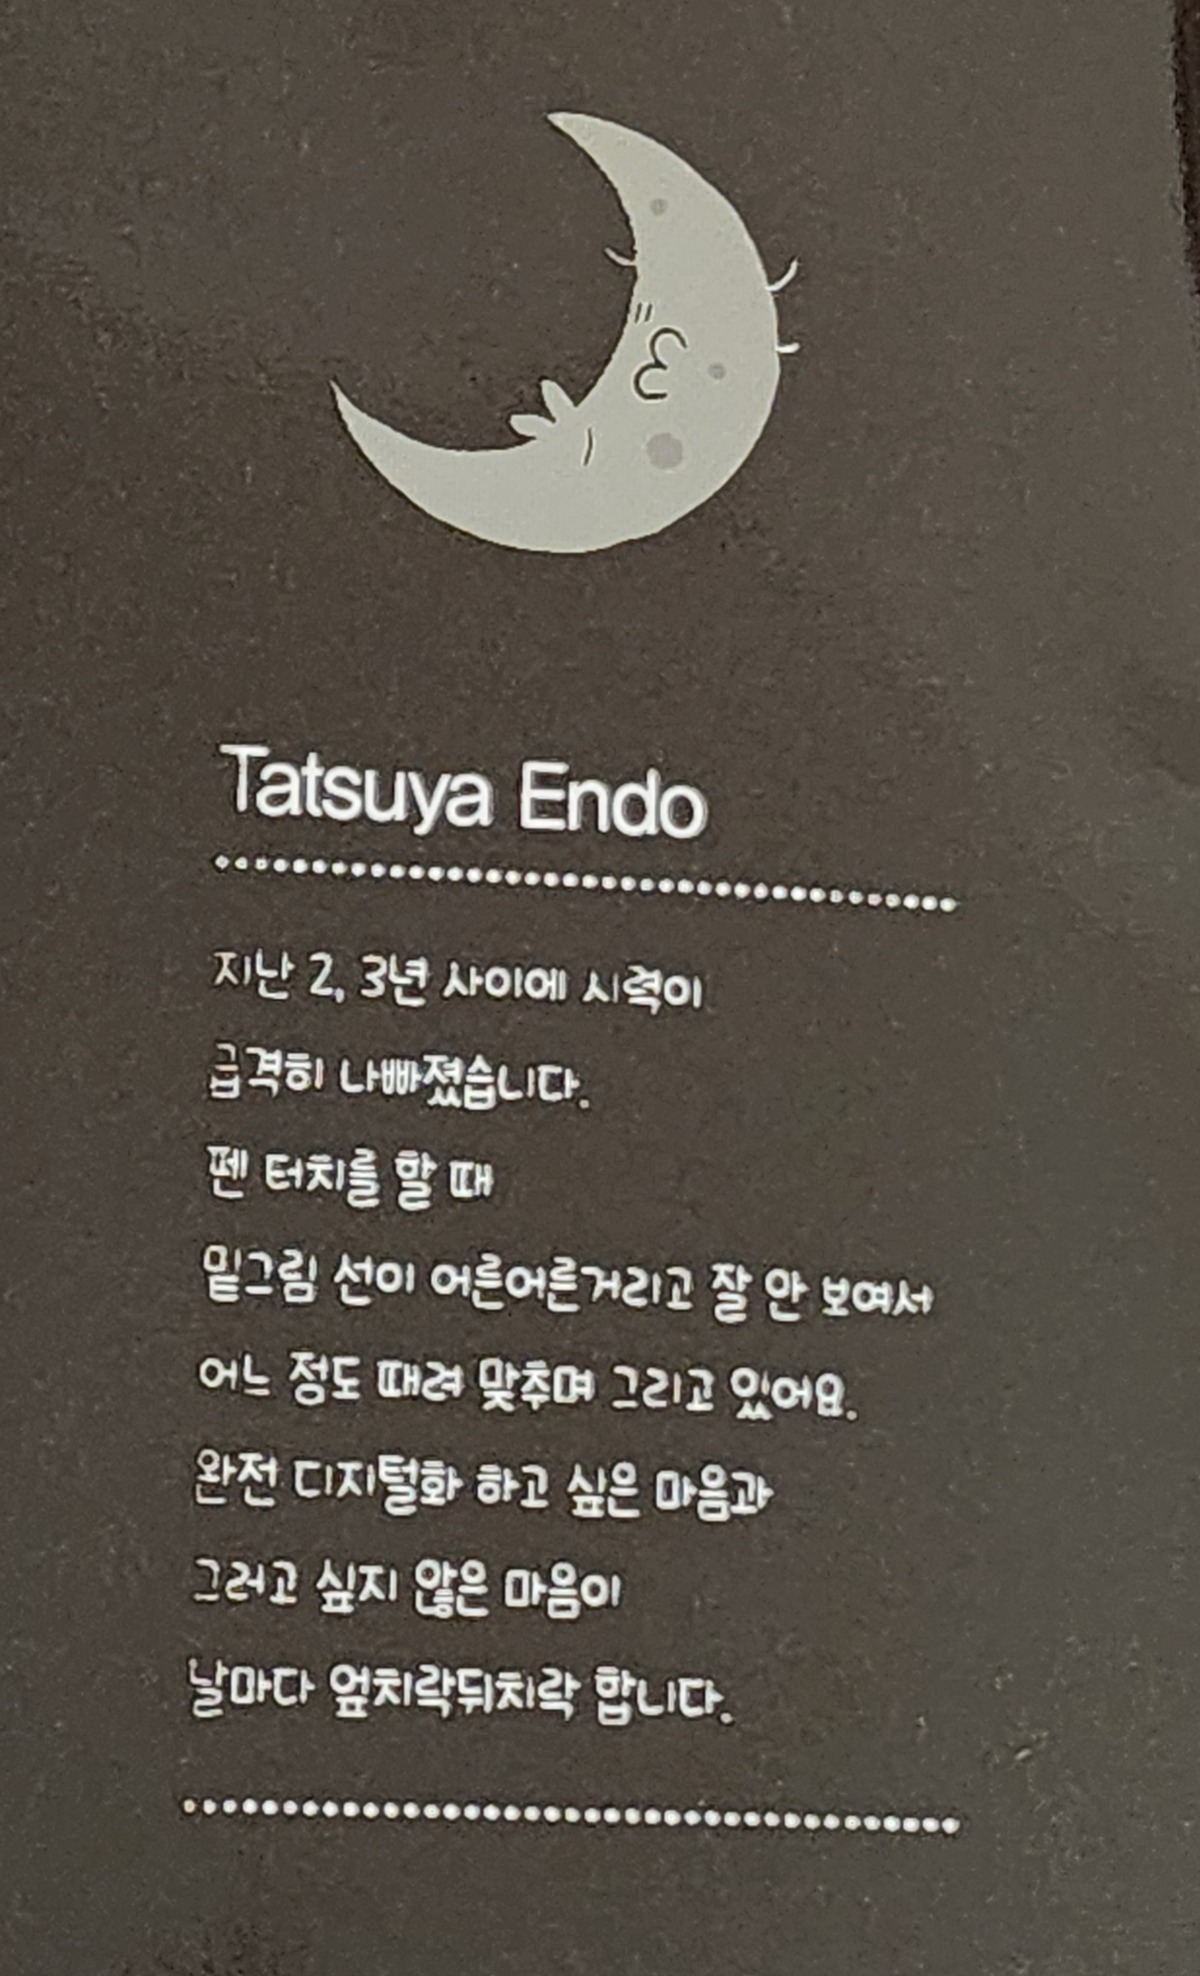 Tatsuya Endo
지난 2, 3년 사이에 시력이
급격히 나빠졌습니다.
펜 터치를 할 때
밑그림 선이 어른어른거리고 잘 안 보여서
어느 정도 때려 맞추며 그리고 있어요.
완전 디지털화 하고 싶은 마음과
그러고 싶지 않은 마음이
날마다 엎치락뒤치락 합니다.